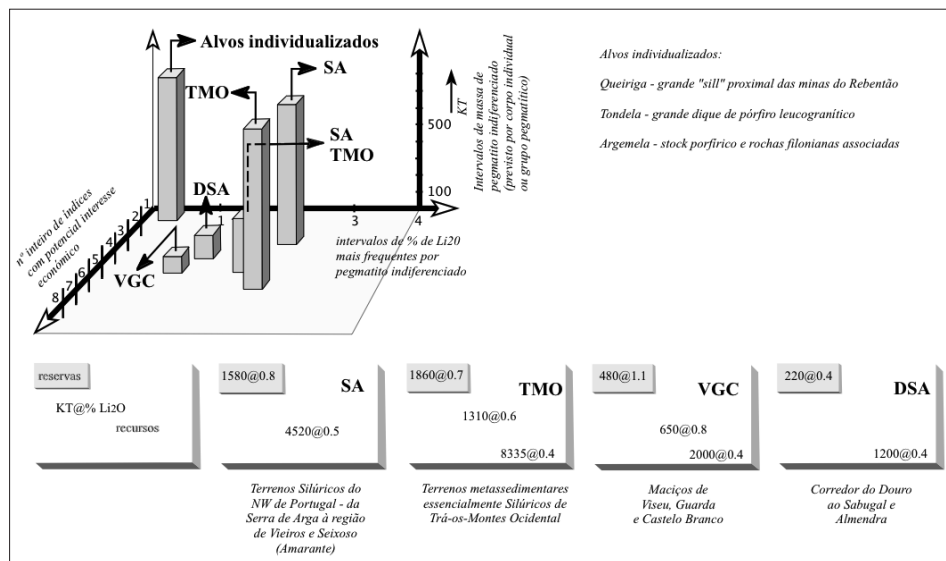 Alvos individualizados
SA
TMO
SA
TMO
DSA
VGC
500
100
KT
Intervalos de massa de
pegmatito indiferenciado
(previsto por corpo individual
ou grupo pegmatítico)
1
3
4
intervalos de % de Li20
mais frequentes por
pegmatito indiferenciado
nº inteiro de índices
com potencial interesse
económico
1
2
3
4
5
6
7
8
Alvos individualizados:
Queiriga - grande "sill" proximal das minas do Rebentão
Tondela - grande dique de pórfiro leucogranítico
Argemela - stock porfírico e rochas filonianas associadas
reservas
KT@% Li2O
recursos
1580@0.8
SA
4520@0.5
Terrenos Silúricos do
NW de Portugal - da
Serra de Arga à região
de Vieiros e Seixoso
(Amarante)
1860@0.7
TMO
1310@0.6
8335@0.4
Terrenos metassedimentares
essencialmente Silúricos de
Trá-os-Montes Ocidental
480@1.1
VGC
650@0.8
2000@0.4
Maciços de
Viseu, Guarda
e Castelo Branco
220@0.4
DSA
1200@0.4
Corredor do Douro
ao Sabugal e
Almendra